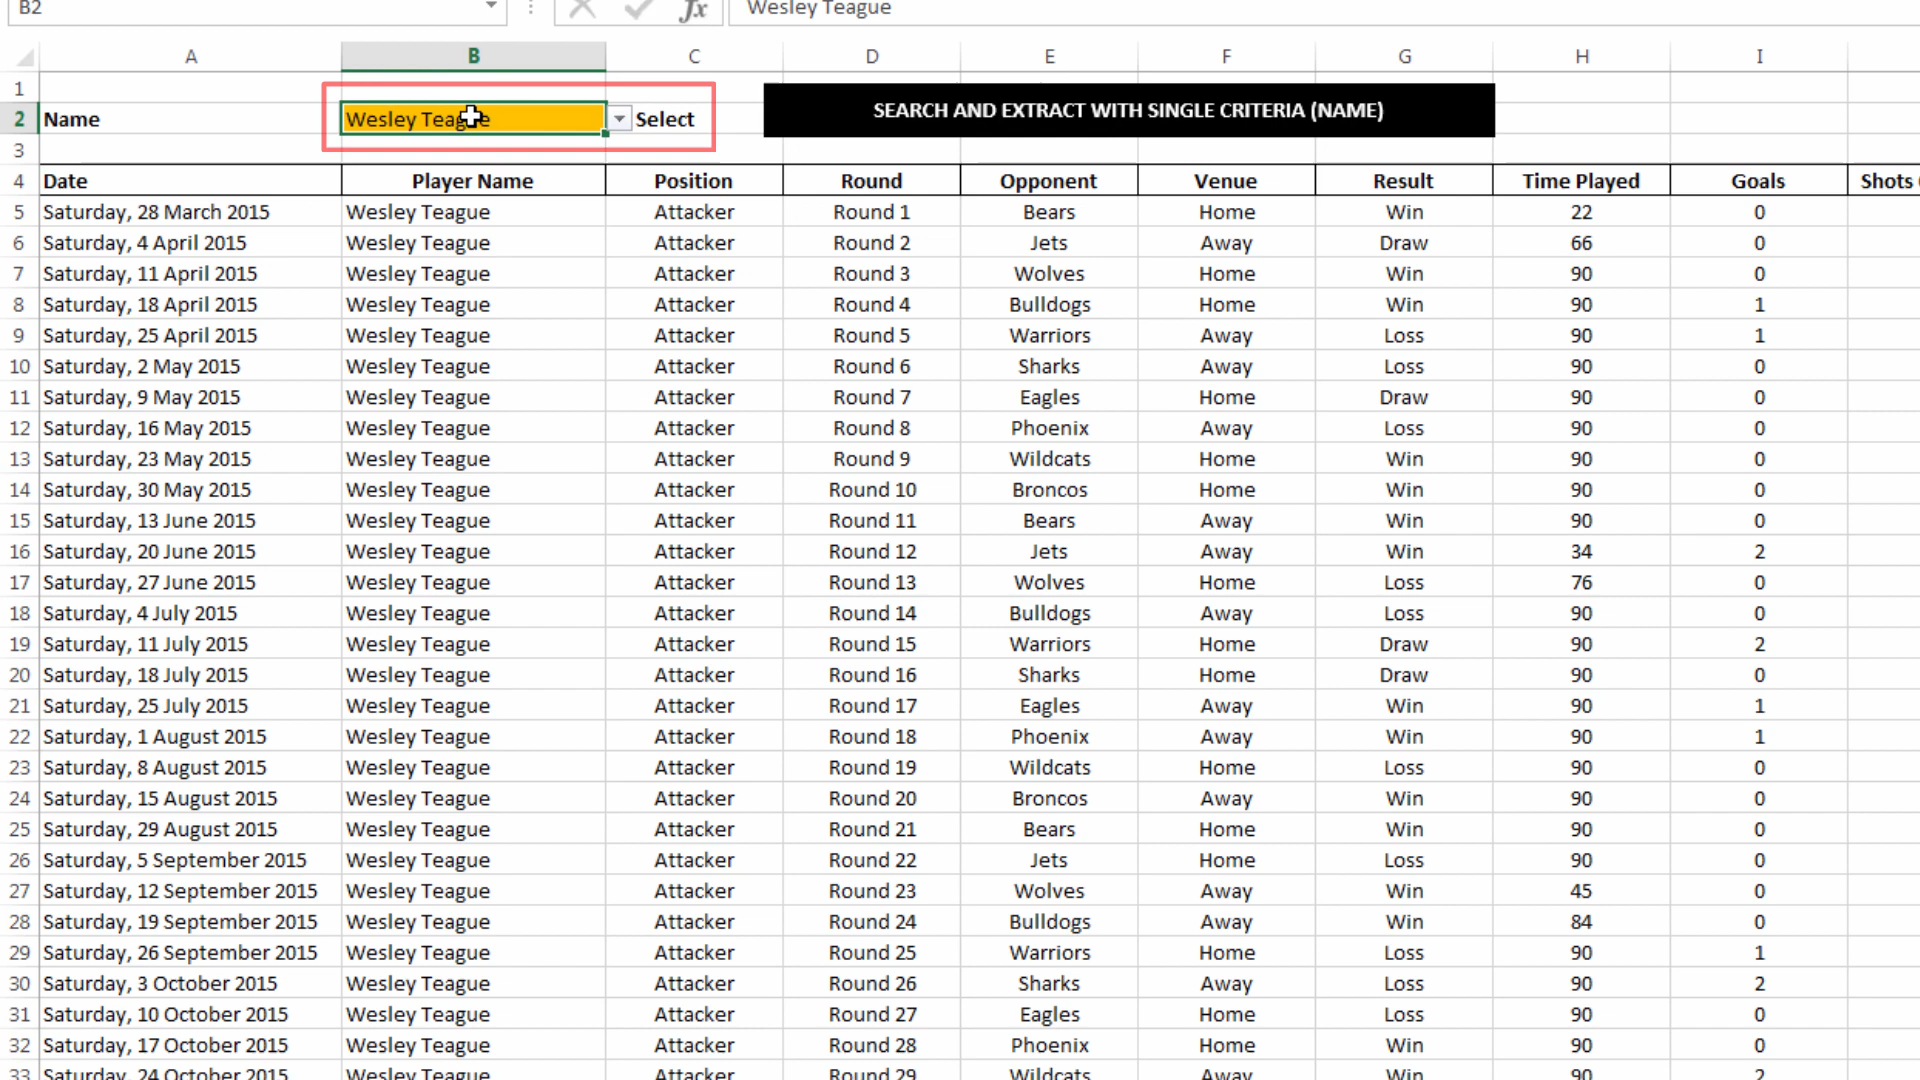 B2 fx Wesley Teague
A B C D E F G H I
1
2 Name Wesley Teague Select SEARCH AND EXTRACT WITH SINGLE CRITERIA (NAME)
3
4 Date Player Name Position Round Opponent Venue Result Time Played Goals Shots
5 Saturday, 28 March 2015 Wesley Teague Attacker Round 1 Bears Home Win 22 0
6 Saturday, 4 April 2015 Wesley Teague Attacker Round 2 Jets Away Draw 66 0
7 Saturday, 11 April 2015 Wesley Teague Attacker Round 3 Wolves Home Win 90 0
8 Saturday, 18 April 2015 Wesley Teague Attacker Round 4 Bulldogs Home Win 90 1
9 Saturday, 25 April 2015 Wesley Teague Attacker Round 5 Warriors Away Loss 90 1
10 Saturday, 2 May 2015 Wesley Teague Attacker Round 6 Sharks Away Loss 90 0
11 Saturday, 9 May 2015 Wesley Teague Attacker Round 7 Eagles Home Draw 90 0
12 Saturday, 16 May 2015 Wesley Teague Attacker Round 8 Phoenix Away Loss 90 0
13 Saturday, 23 May 2015 Wesley Teague Attacker Round 9 Wildcats Home Win 90 0
14 Saturday, 30 May 2015 Wesley Teague Attacker Round 10 Broncos Home Win 90 0
15 Saturday, 13 June 2015 Wesley Teague Attacker Round 11 Bears Away Win 90 0
16 Saturday, 20 June 2015 Wesley Teague Attacker Round 12 Jets Away Win 34 2
17 Saturday, 27 June 2015 Wesley Teague Attacker Round 13 Wolves Home Loss 76 0
18 Saturday, 4 July 2015 Wesley Teague Attacker Round 14 Bulldogs Away Loss 90 0
19 Saturday, 11 July 2015 Wesley Teague Attacker Round 15 Warriors Home Draw 90 2
20 Saturday, 18 July 2015 Wesley Teague Attacker Round 16 Sharks Home Draw 90 0
21 Saturday, 25 July 2015 Wesley Teague Attacker Round 17 Eagles Away Win 90 1
22 Saturday, 1 August 2015 Wesley Teague Attacker Round 18 Phoenix Away Win 90 1
23 Saturday, 8 August 2015 Wesley Teague Attacker Round 19 Wildcats Home Loss 90 0
24 Saturday, 15 August 2015 Wesley Teague Attacker Round 20 Broncos Away Win 90 0
25 Saturday, 29 August 2015 Wesley Teague Attacker Round 21 Bears Home Win 90 0
26 Saturday, 5 September 2015 Wesley Teague Attacker Round 22 Jets Home Loss 90 0
27 Saturday, 12 September 2015 Wesley Teague Attacker Round 23 Wolves Away Win 45 0
28 Saturday, 19 September 2015 Wesley Teague Attacker Round 24 Bulldogs Away Win 84 0
29 Saturday, 26 September 2015 Wesley Teague Attacker Round 25 Warriors Home Loss 90 1
30 Saturday, 3 October 2015 Wesley Teague Attacker Round 26 Sharks Away Loss 90 2
31 Saturday, 10 October 2015 Wesley Teague Attacker Round 27 Eagles Home Loss 90 0
32 Saturday, 17 October 2015 Wesley Teague Attacker Round 28 Phoenix Home Win 90 0
33 Saturday, 24 October 2015 Wesley Teague Attacker Round 29 Wildcats Away Win 90 2